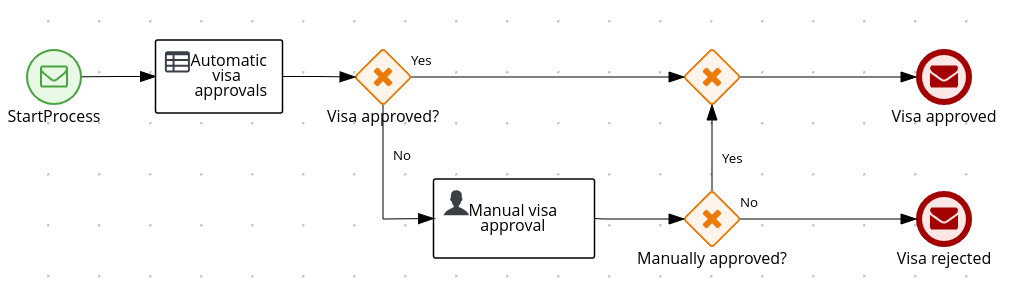 StartProcess
Automatic
visa
approvals
Yes
Visa approved?
No
Manual visa
approval
Yes
No
Manually approved?
Visa approved
Visa rejected